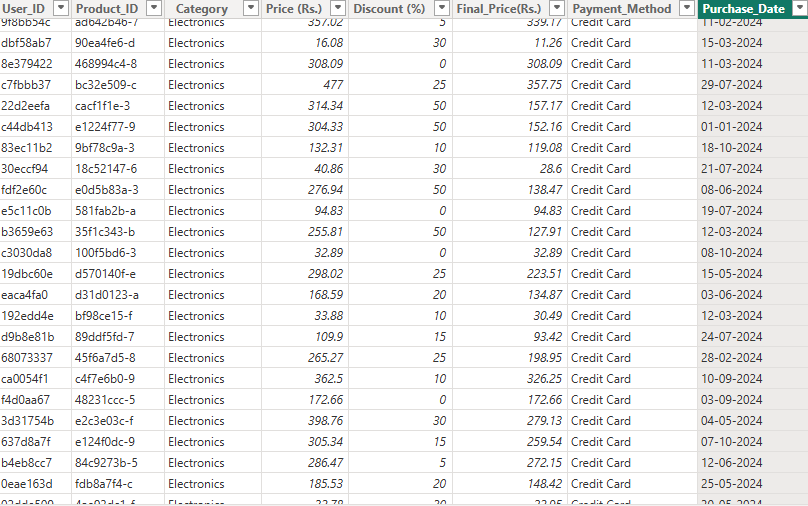 User_ID Product_ID Category Price (Rs.) Discount (%) Final_Price(Rs.) Payment_Method Purchase_Date
9f8bb54c ad642b46-7 Electronics 357.02 5 339.17 Credit Card 11-02-2024
dbf58ab7 90ea4fe6-d Electronics 16.08 30 11.26 Credit Card 15-03-2024
8e379422 468994c4-8 Electronics 308.09 0 308.09 Credit Card 11-03-2024
c7fbbb37 bc32e509-c Electronics 477 25 357.75 Credit Card 29-07-2024
22d2eefa cacf1f1e-3 Electronics 314.34 50 157.17 Credit Card 12-03-2024
c44db413 e1224f77-9 Electronics 304.33 50 152.16 Credit Card 01-01-2024
83ec11b2 9bf78c9a-3 Electronics 132.31 10 119.08 Credit Card 18-10-2024
30eccf94 18c52147-6 Electronics 40.86 30 28.6 Credit Card 21-07-2024
fdf2e60c e0d5b83a-3 Electronics 276.94 50 138.47 Credit Card 08-06-2024
e5c11c0b 581fab2b-a Electronics 94.83 0 94.83 Credit Card 19-07-2024
b3659e63 35f1c343-b Electronics 255.81 50 127.91 Credit Card 12-03-2024
c3030da8 100f5bd6-3 Electronics 32.89 0 32.89 Credit Card 08-10-2024
19dbc60e d570140f-e Electronics 298.02 25 223.51 Credit Card 15-05-2024
eaca4fa0 d31d0123-a Electronics 168.59 20 134.87 Credit Card 03-06-2024
192edd4e bf98ce15-f Electronics 33.88 10 30.49 Credit Card 12-03-2024
d9b8e81b 89ddf5fd-7 Electronics 109.9 15 93.42 Credit Card 24-07-2024
68073337 45f6a7d5-8 Electronics 265.27 25 198.95 Credit Card 28-02-2024
ca0054f1 c4f7e6b0-9 Electronics 362.5 10 326.25 Credit Card 10-09-2024
f4d0aa67 48231ccc-5 Electronics 172.66 0 172.66 Credit Card 03-09-2024
3d31754b e2c3e03c-f Electronics 398.76 30 279.13 Credit Card 04-05-2024
637d8a7f e124f0dc-9 Electronics 305.34 15 259.54 Credit Card 07-10-2024
b4eb8cc7 84c9273b-5 Electronics 286.47 5 272.15 Credit Card 12-06-2024
0eae163d fdb8a7f4-c Electronics 185.53 20 148.42 Credit Card 25-05-2024
Electronics Credit Card